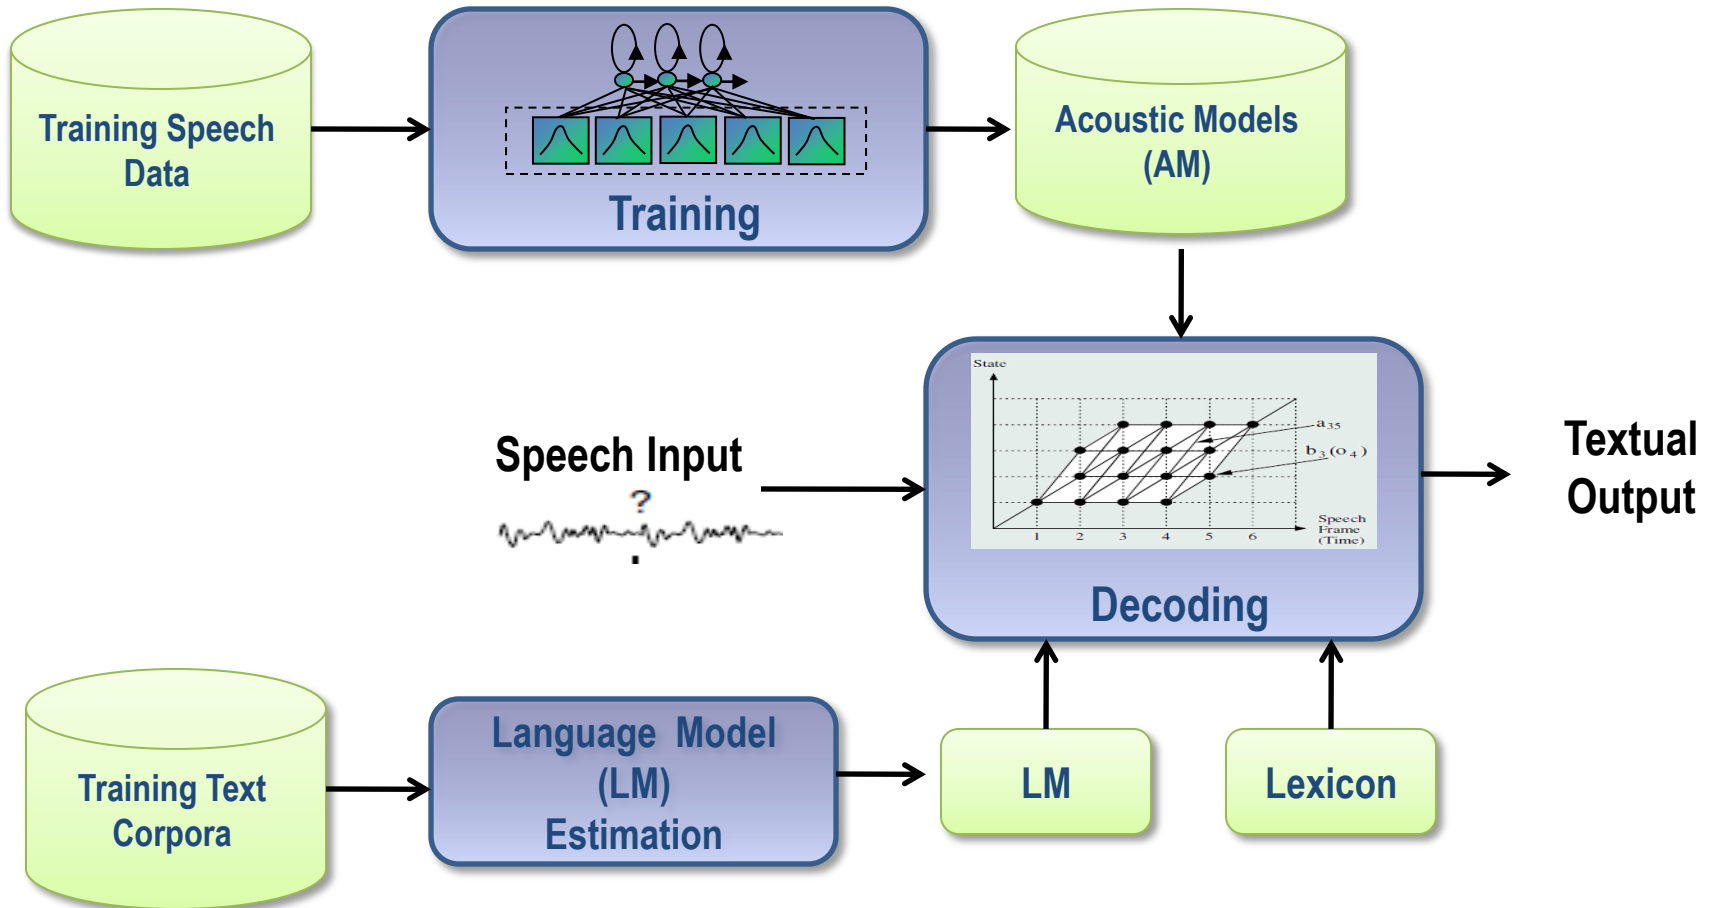 Training Speech
Data
Training
Acoustic Models
(AM)
State
a35
b3(o4)
Speech
Frame
(Time)
1 2 3 4 5 6
Decoding
Speech Input
?
Textual
Output
Training Text
Corpora
Language Model
(LM)
Estimation
LM
Lexicon